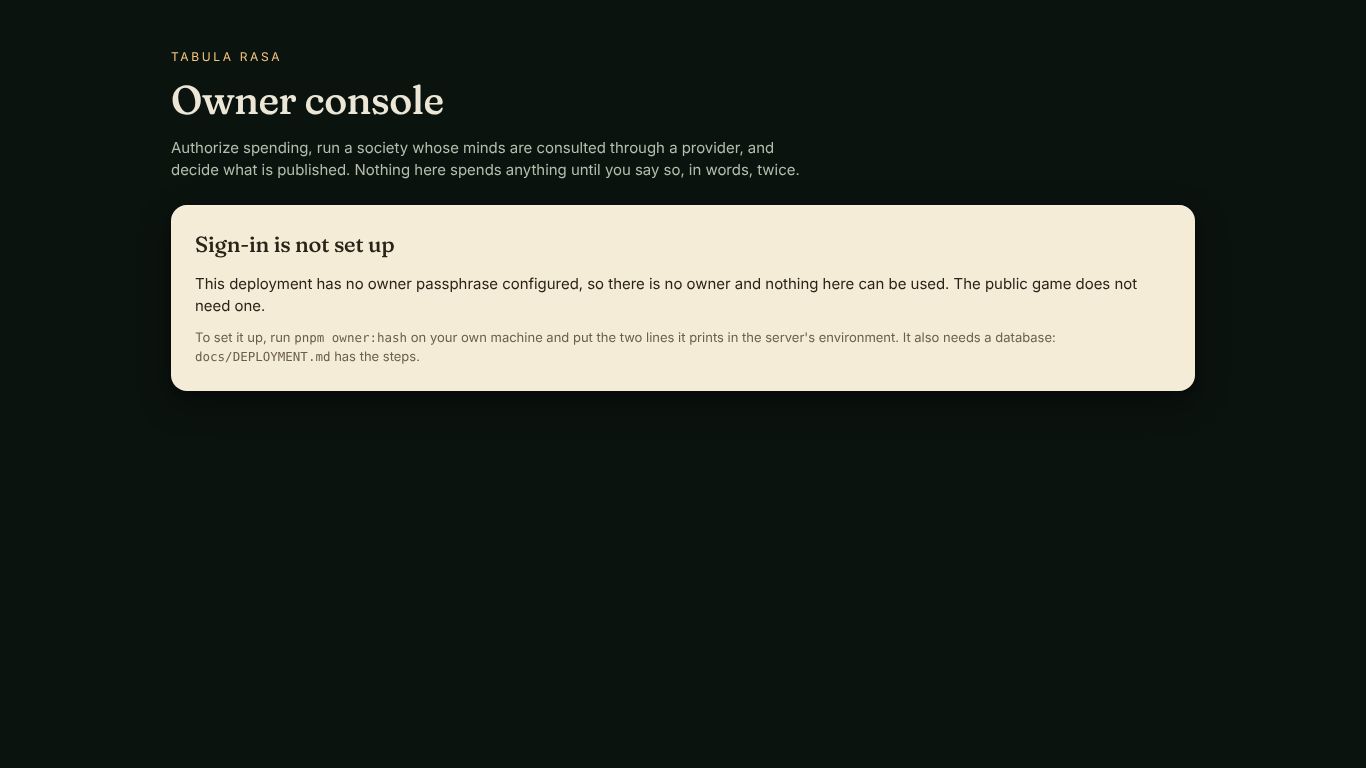 TABULA RASA
Owner console
Authorize spending, run a society whose minds are consulted through a provider, and
decide what is published. Nothing here spends anything until you say so, in words, twice.
Sign-in is not set up
This deployment has no owner passphrase configured, so there is no owner and nothing here can be used. The public game does not
need one.
To set it up, run pnpm owner:hash on your own machine and put the two lines it prints in the server's environment. It also needs a database:
docs/DEPLOYMENT.md has the steps.